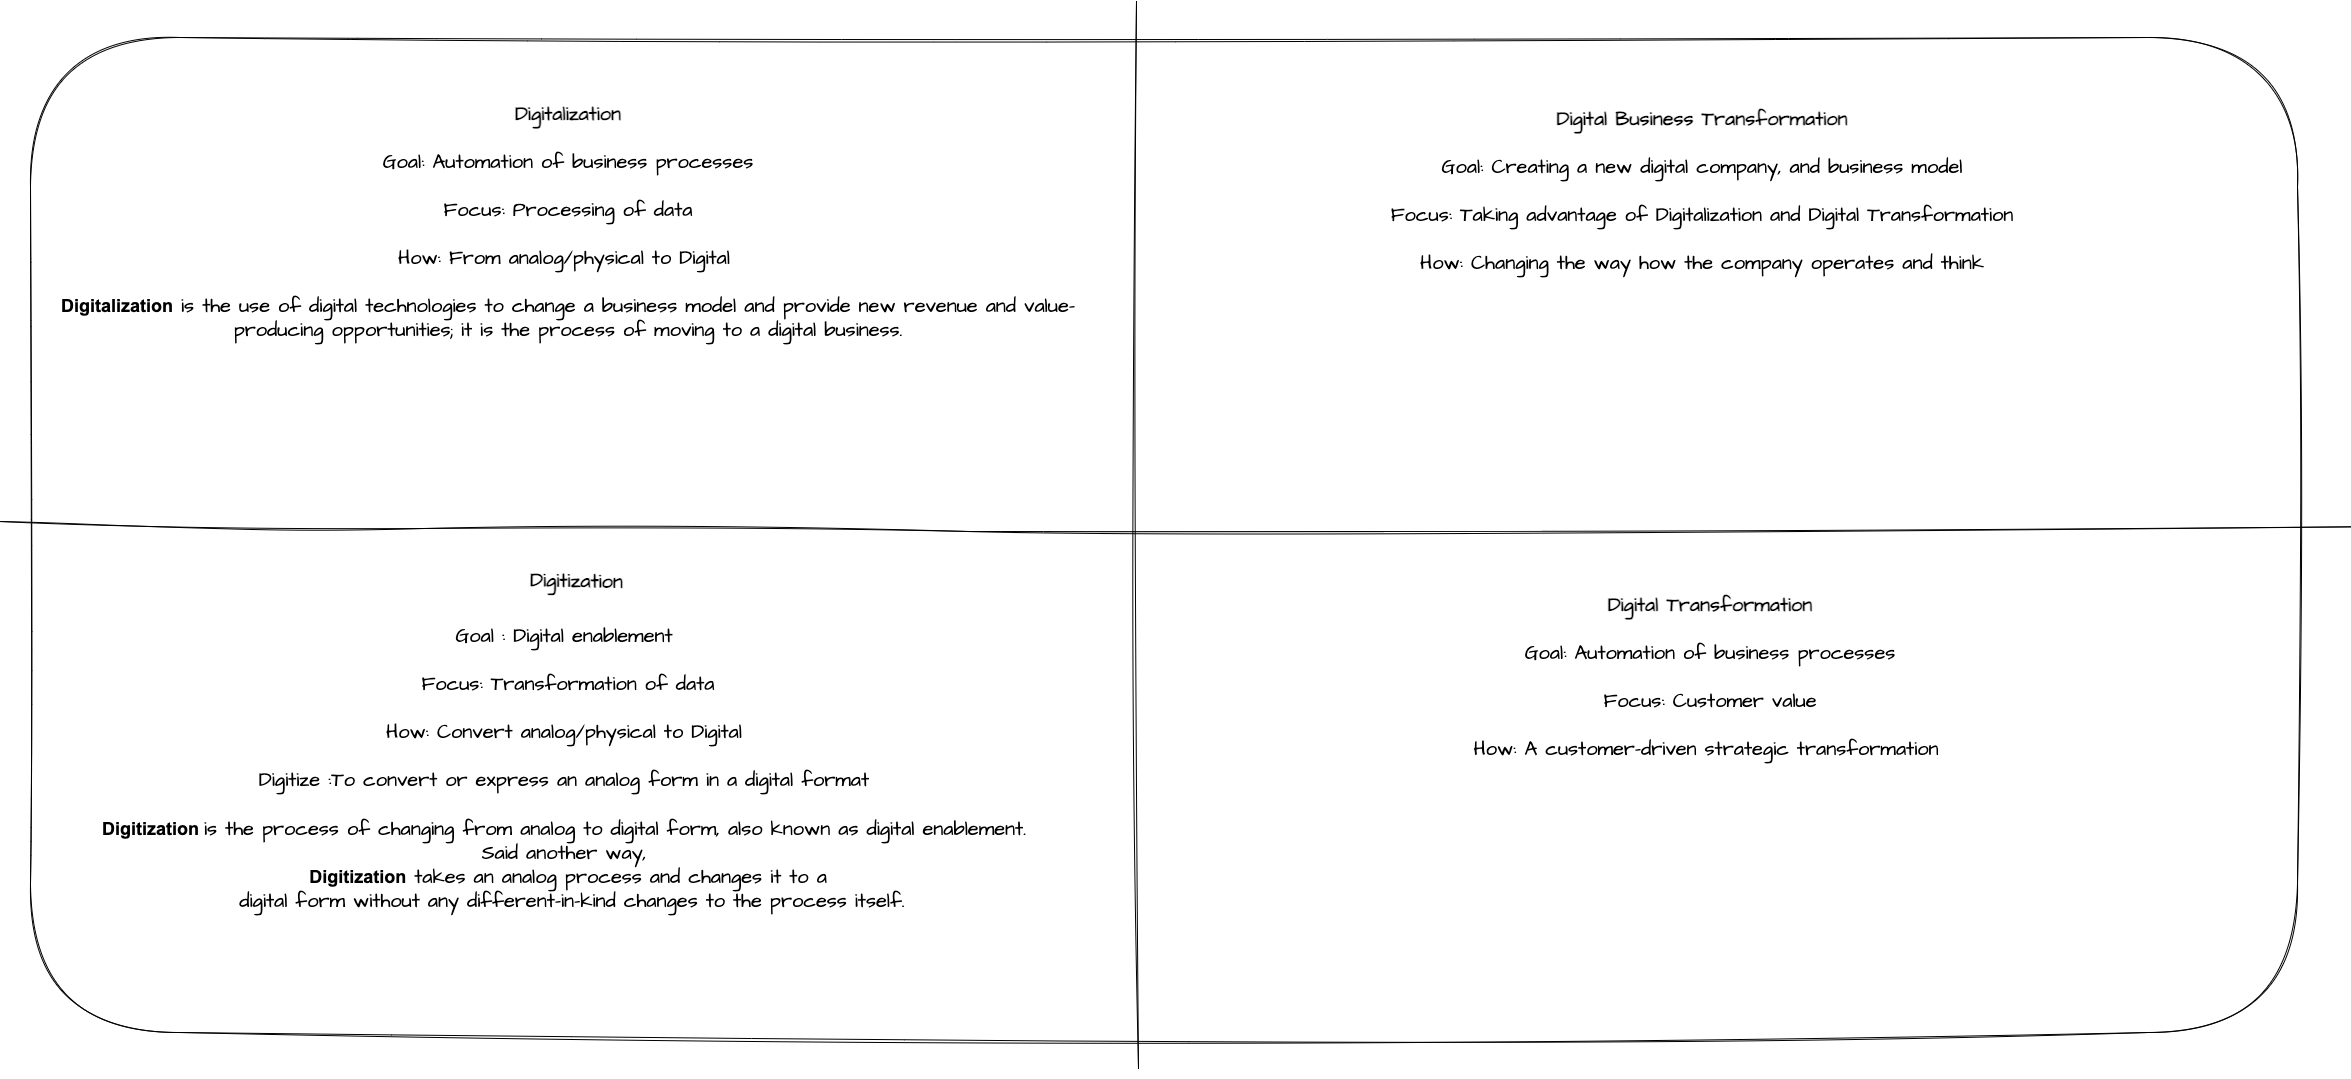 Digitalization
Goal: Automation of business processes
Focus: Processing of data
How: From analog/physical to Digital
Digitalization is the use of digital technologies to change a business model and provide new revenue and value-
producing opportunities; it is the process of moving to a digital business.
Digital Business Transformation
Goal: Creating a new digital company, and business model
Focus: Taking advantage of Digitalization and Digital Transformation
How: Changing the way how the company operates and think
Digitization
Goal : Digital enablement
Focus: Transformation of data
How: Convert analog/physical to Digital
Digitize :To convert or express an analog form in a digital format
Digitization is the process of changing from analog to digital form, also known as digital enablement.
Said another way,
Digitization takes an analog process and changes it to a
digital form without any different-in-kind changes to the process itself.
Digital Transformation
Goal: Automation of business processes
Focus: Customer value
How: A customer-driven strategic transformation